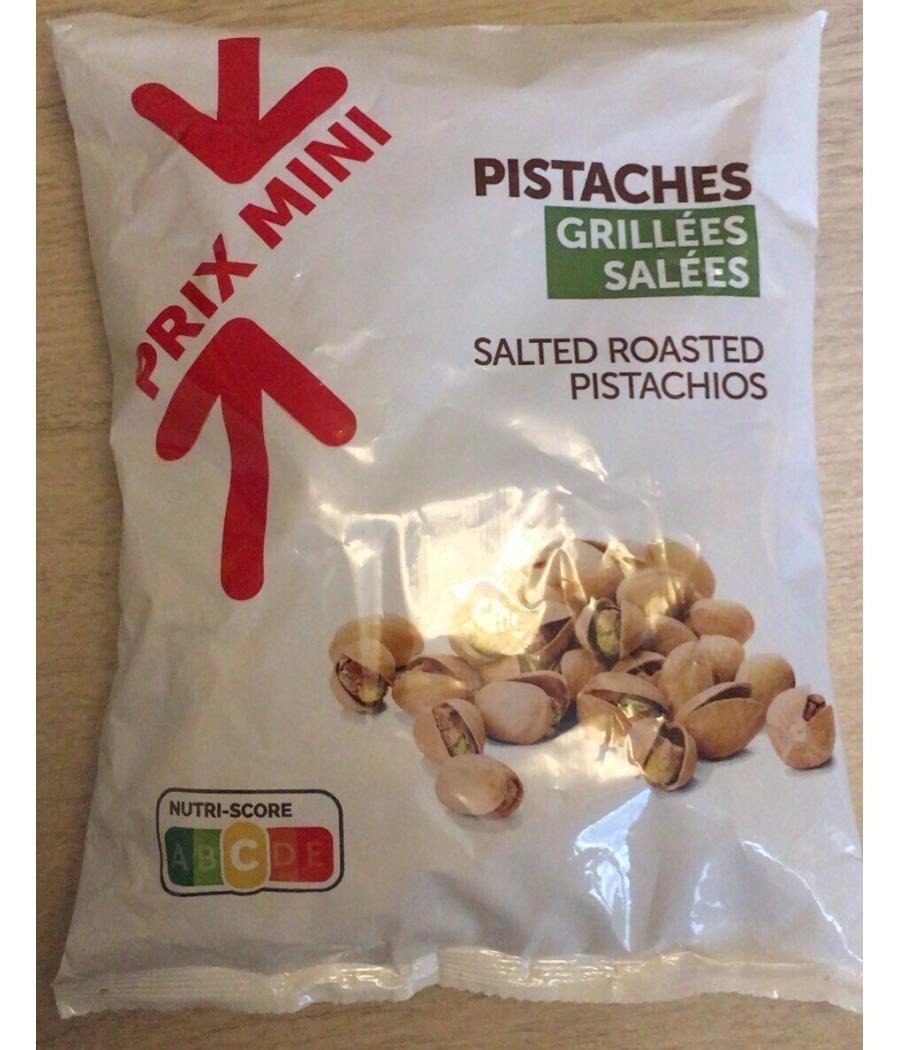 PRIX MINI
PISTACHES
GRILLÉES
SALÉES
SALTED ROASTED
PISTACHIOS
NUTRI-SCORE
A B C D E